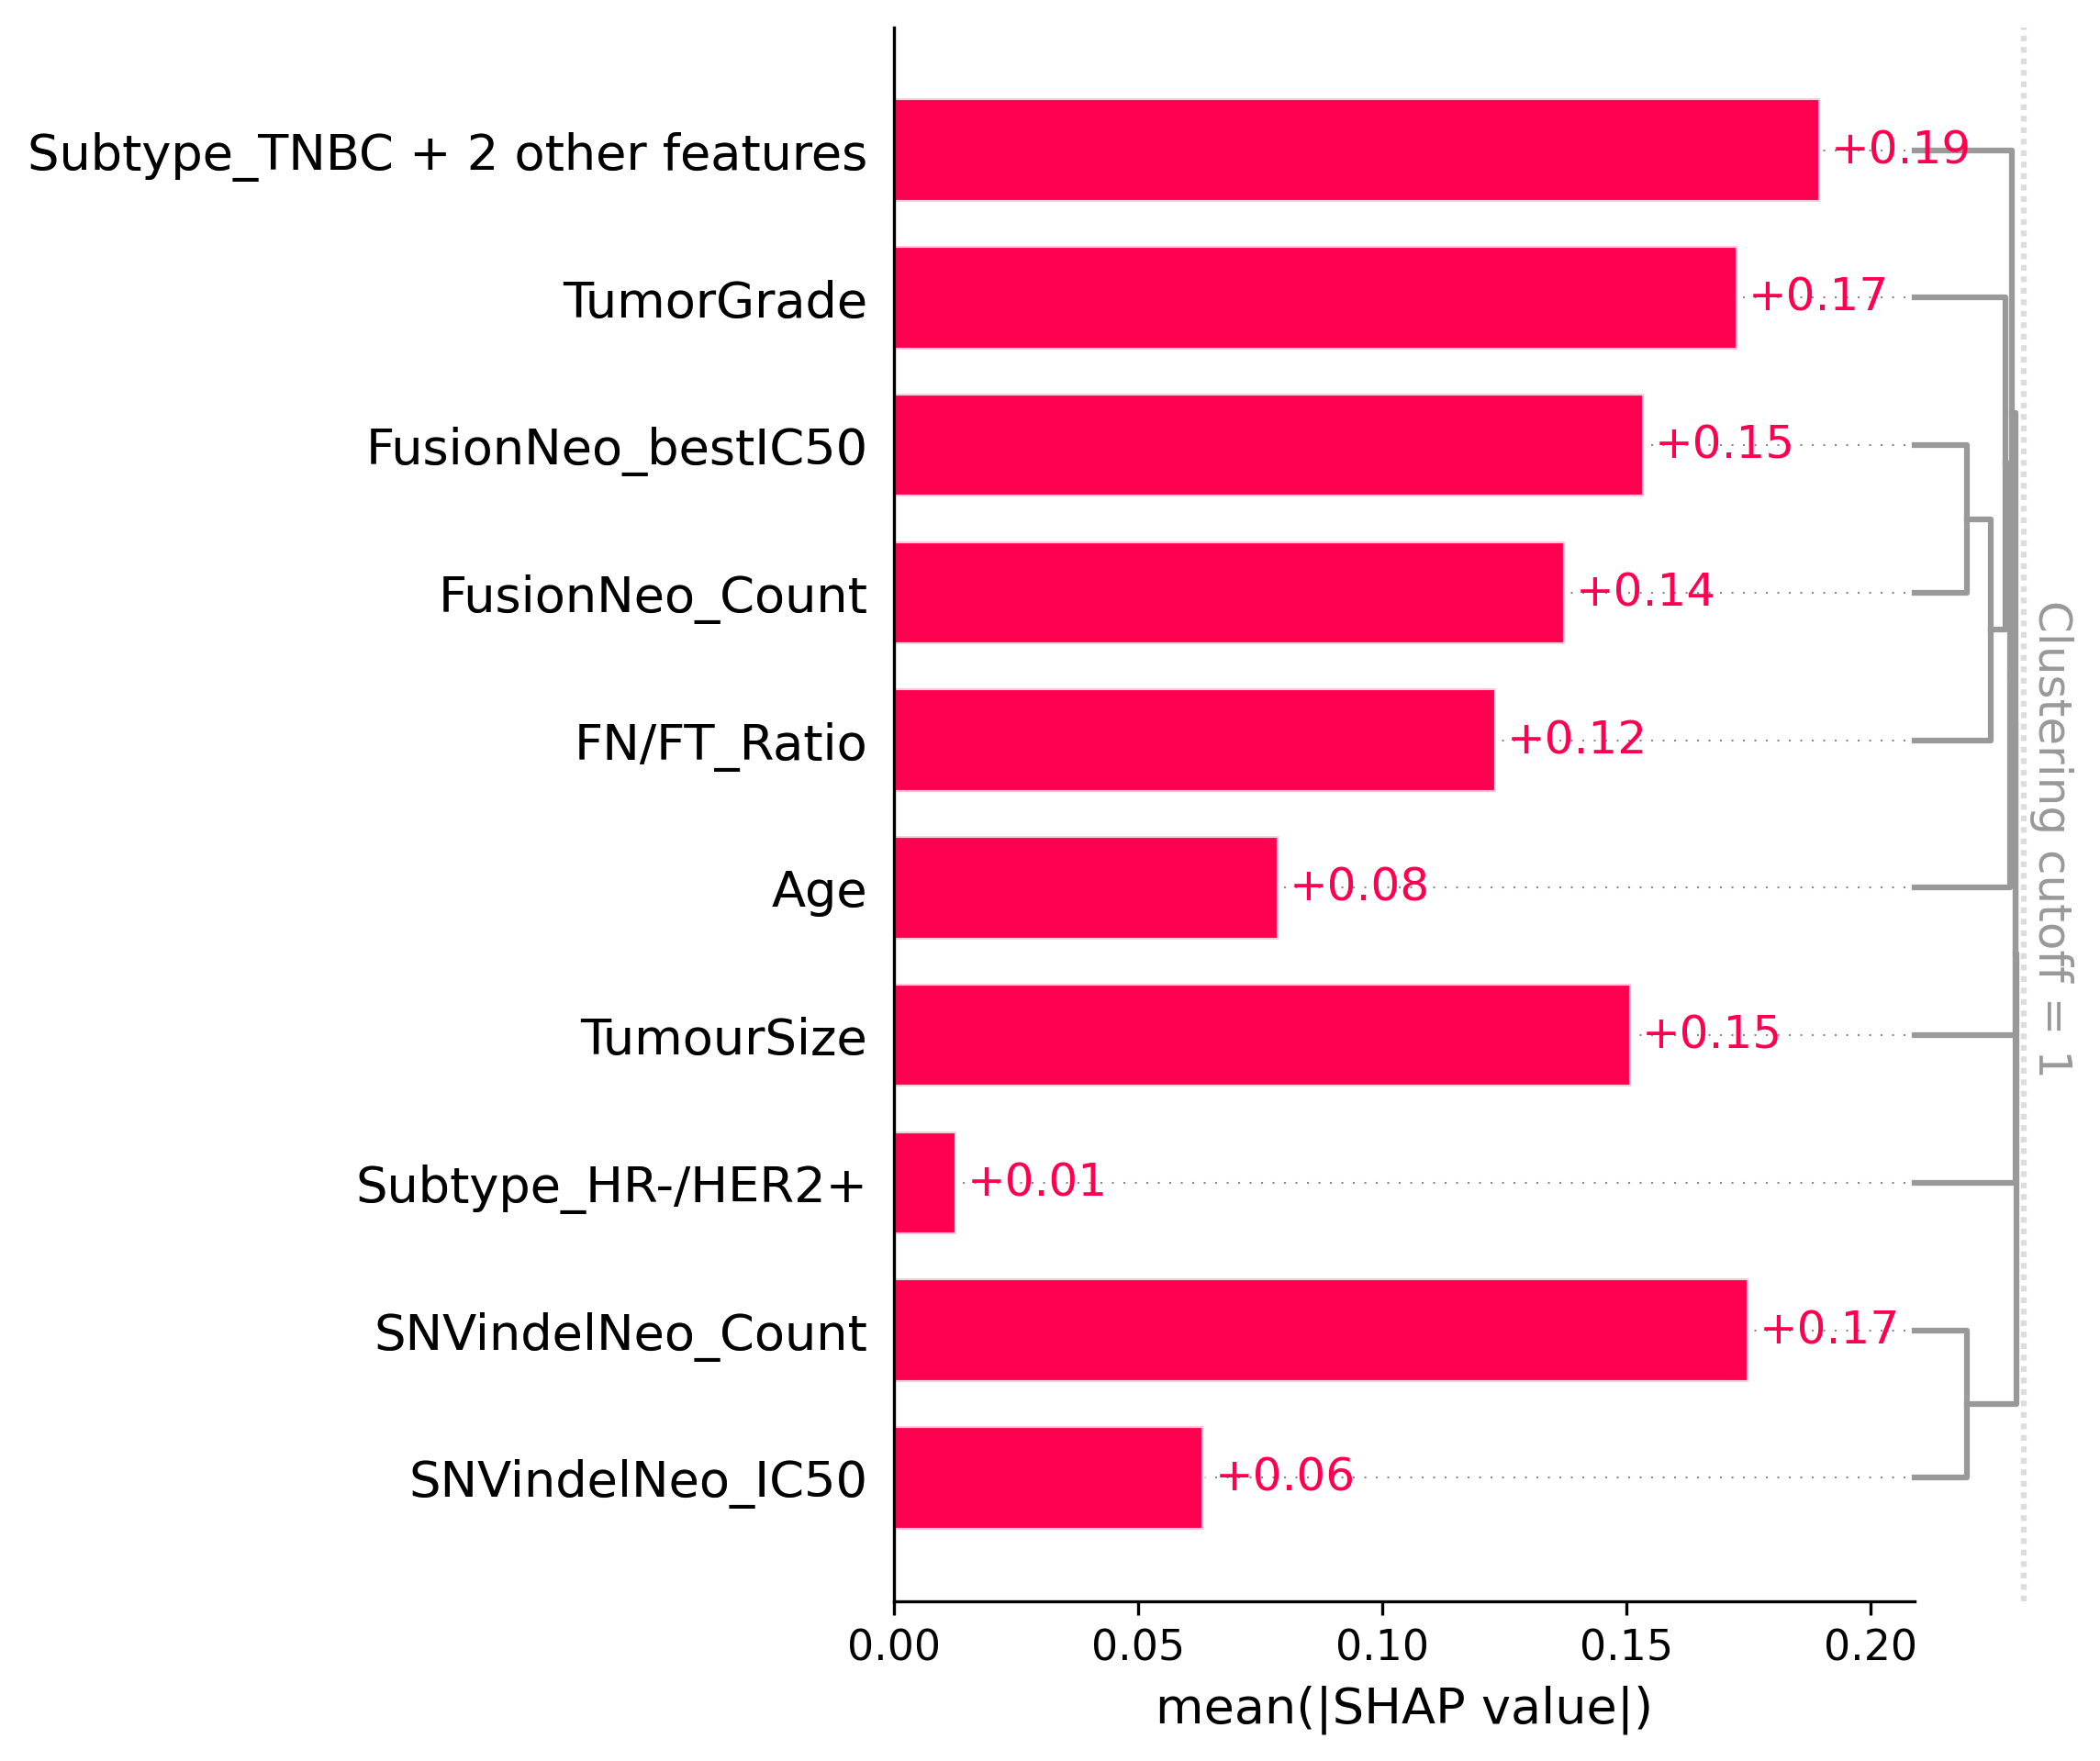 Subtype_TNBC + 2 other features +0.19
TumorGrade +0.17
FusionNeo_bestIC50 +0.15
FusionNeo_Count +0.14
FN/FT_Ratio +0.12
Age +0.08
TumourSize +0.15
Subtype_HR-/HER2+ +0.01
SNVindelNeo_Count +0.17
SNVindelNeo_IC50 +0.06
Clustering cutoff = 1
0.00 0.05 0.10 0.15 0.20
mean(|SHAP value|)